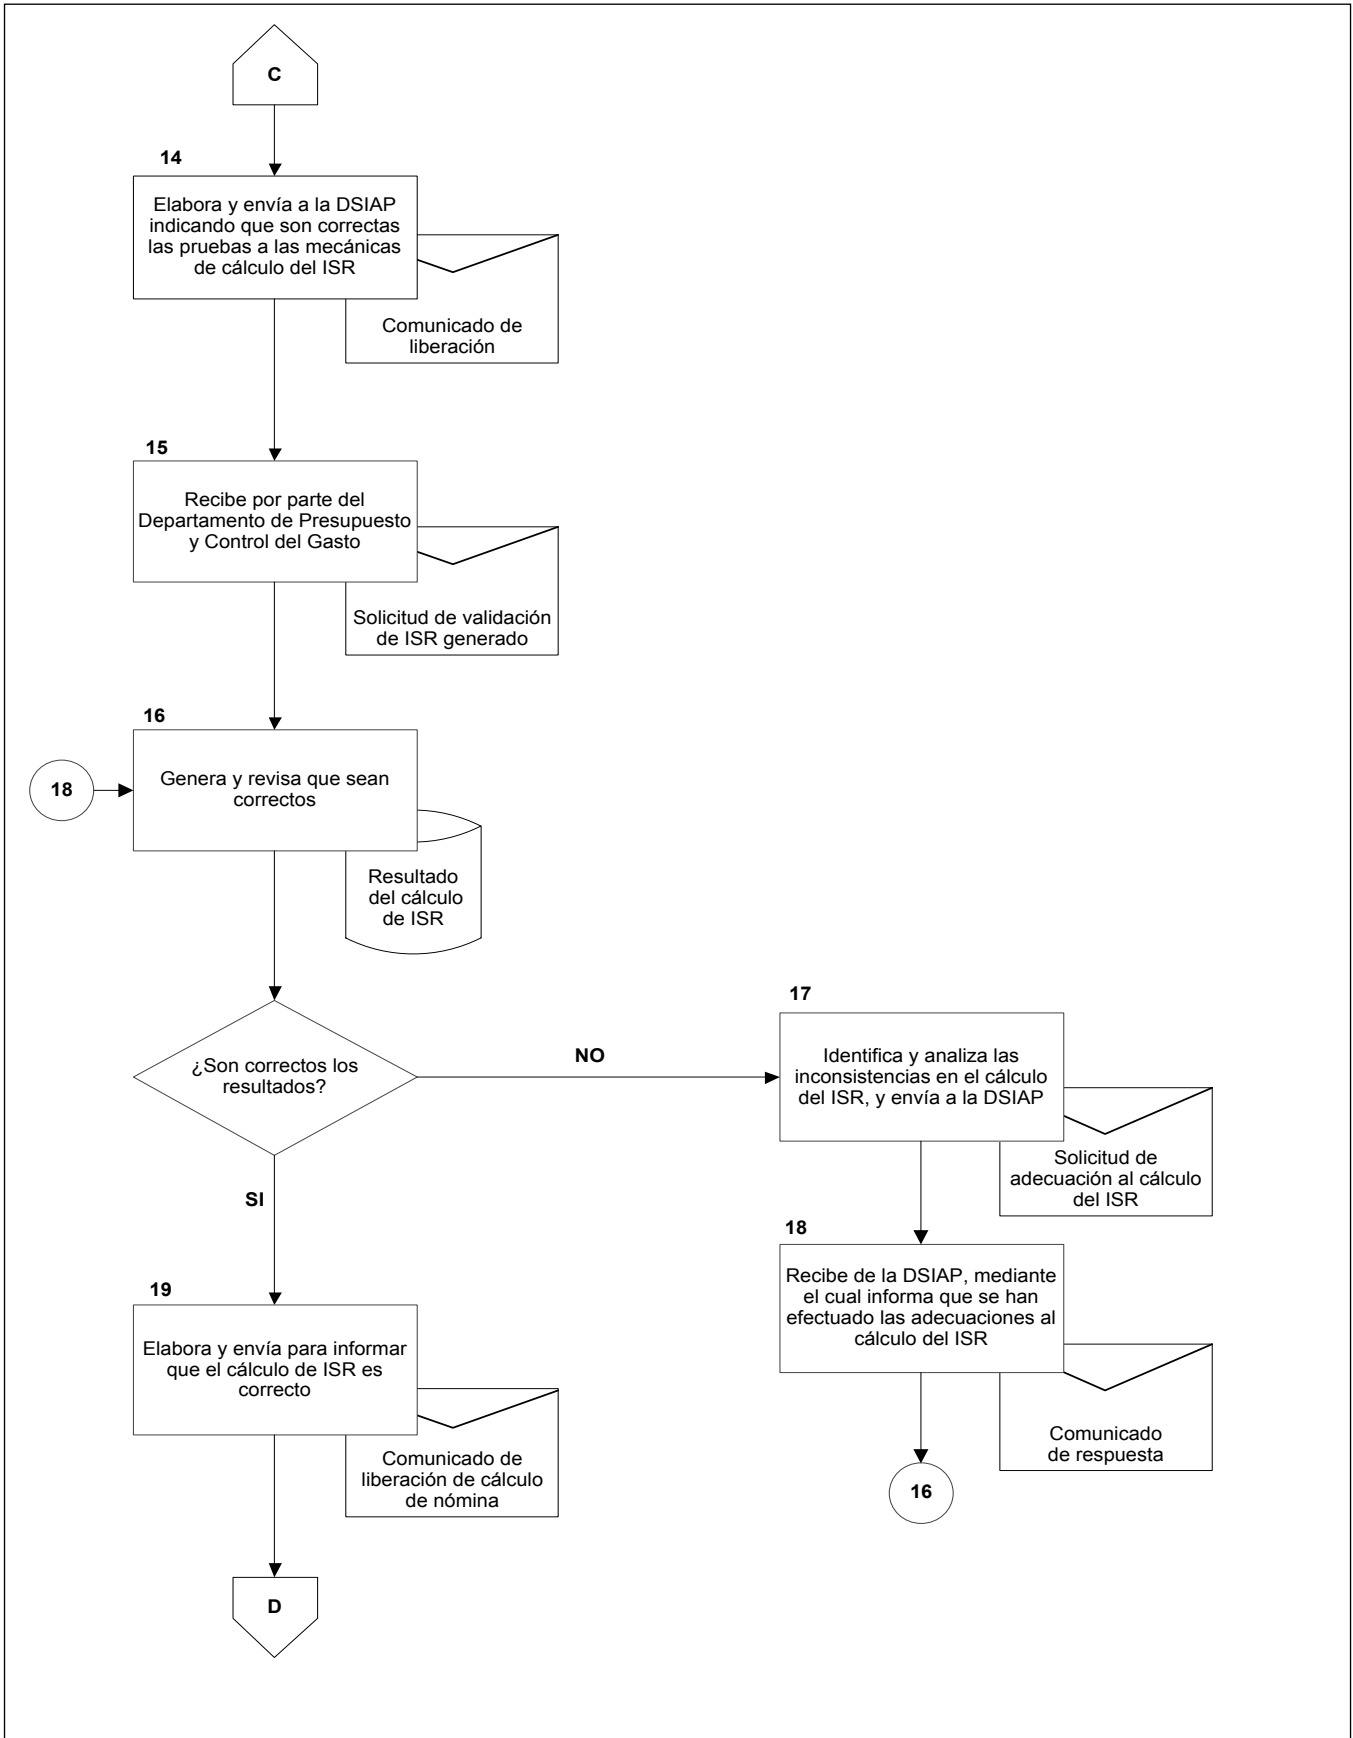 C
14
Elabora y envía a la DSIAP
indicando que son correctas
las pruebas a las mecánicas
de cálculo del ISR
Comunicado de
liberación
15
Recibe por parte del
Departamento de Presupuesto
y Control del Gasto
Solicitud de validación
de ISR generado
16
18
Genera y revisa que sean
correctos
Resultado
del cálculo
de ISR
¿Son correctos los
resultados?
NO
17
Identifica y analiza las
inconsistencias en el cálculo
del ISR, y envía a la DSIAP
Solicitud de
adecuación al cálculo
del ISR
18
Recibe de la DSIAP, mediante
el cual informa que se han
efectuado las adecuaciones al
cálculo del ISR
Comunicado
de respuesta
16
SI
19
Elabora y envía para informar
que el cálculo de ISR es
correcto
Comunicado de
liberación de cálculo
de nómina
D